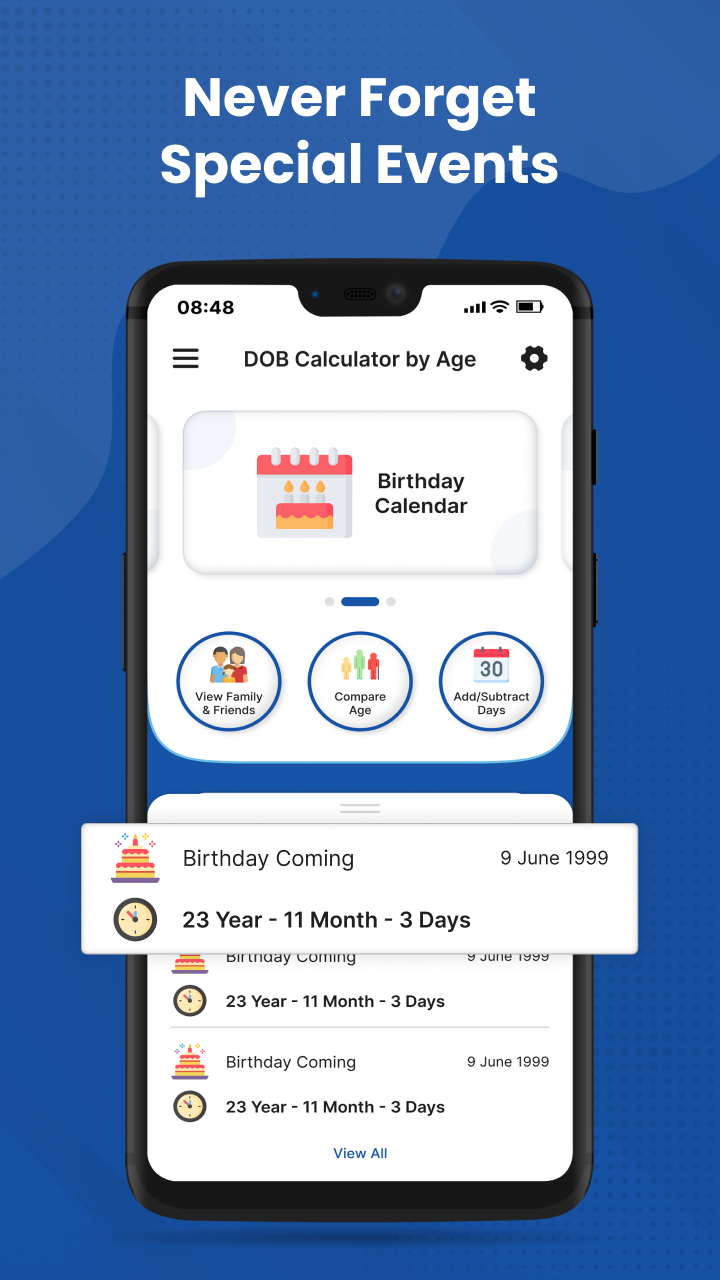 Never Forget
Special Events
08:48
DOB Calculator by Age
Birthday
Calendar
View Family
& Friends
Compare
Age
30
Add/Subtract
Days
Birthday Coming 9 June 1999
23 Year - 11 Month - 3 Days
Birthday Coming 9 June 1999
23 Year - 11 Month - 3 Days
Birthday Coming 9 June 1999
23 Year - 11 Month - 3 Days
View All